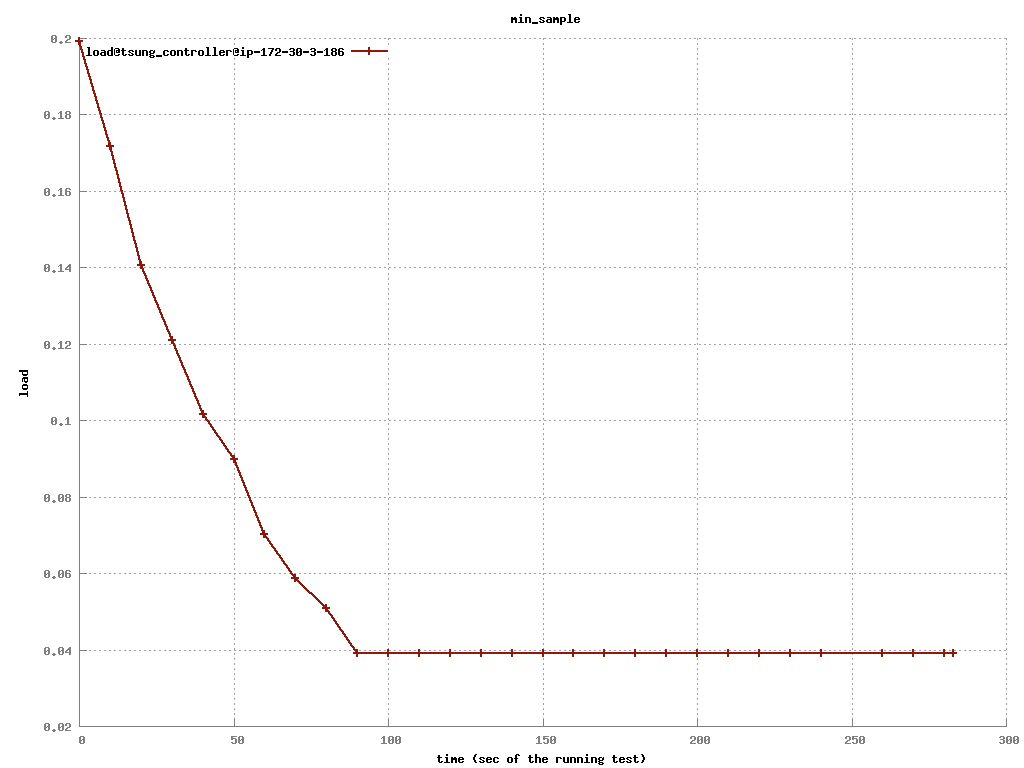 min_sample
load@tsung_controller@ip-172-30-3-186
0.2
0.18
0.16
0.14
0.12
0.1
0.08
0.06
0.04
0.02
load
0 50 100 150 200 250 300
time (sec of the running test)